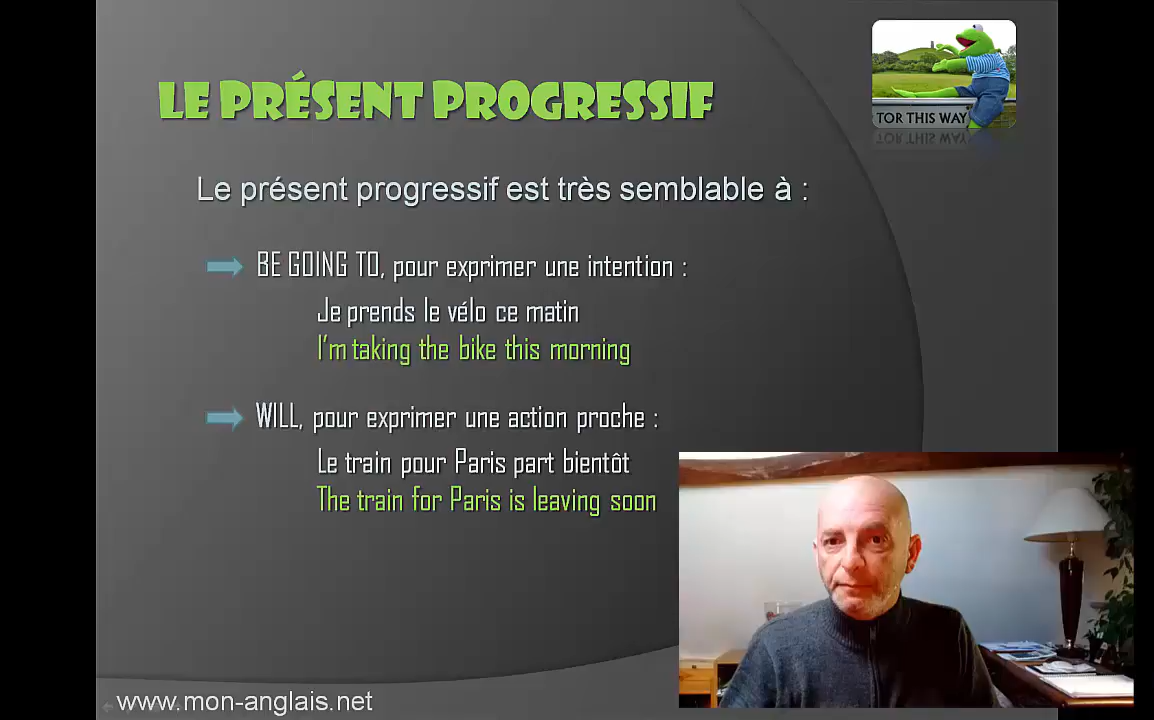 LE PRÉSENT PROGRESSIF
TOR THIS WAY
Le présent progressif est très semblable à :
BE GOING TO, pour exprimer une intention :
Je prends le vélo ce matin
I'm taking the bike this morning
WILL, pour exprimer une action proche :
Le train pour Paris part bientôt
The train for Paris is leaving soon
www.mon-anglais.net